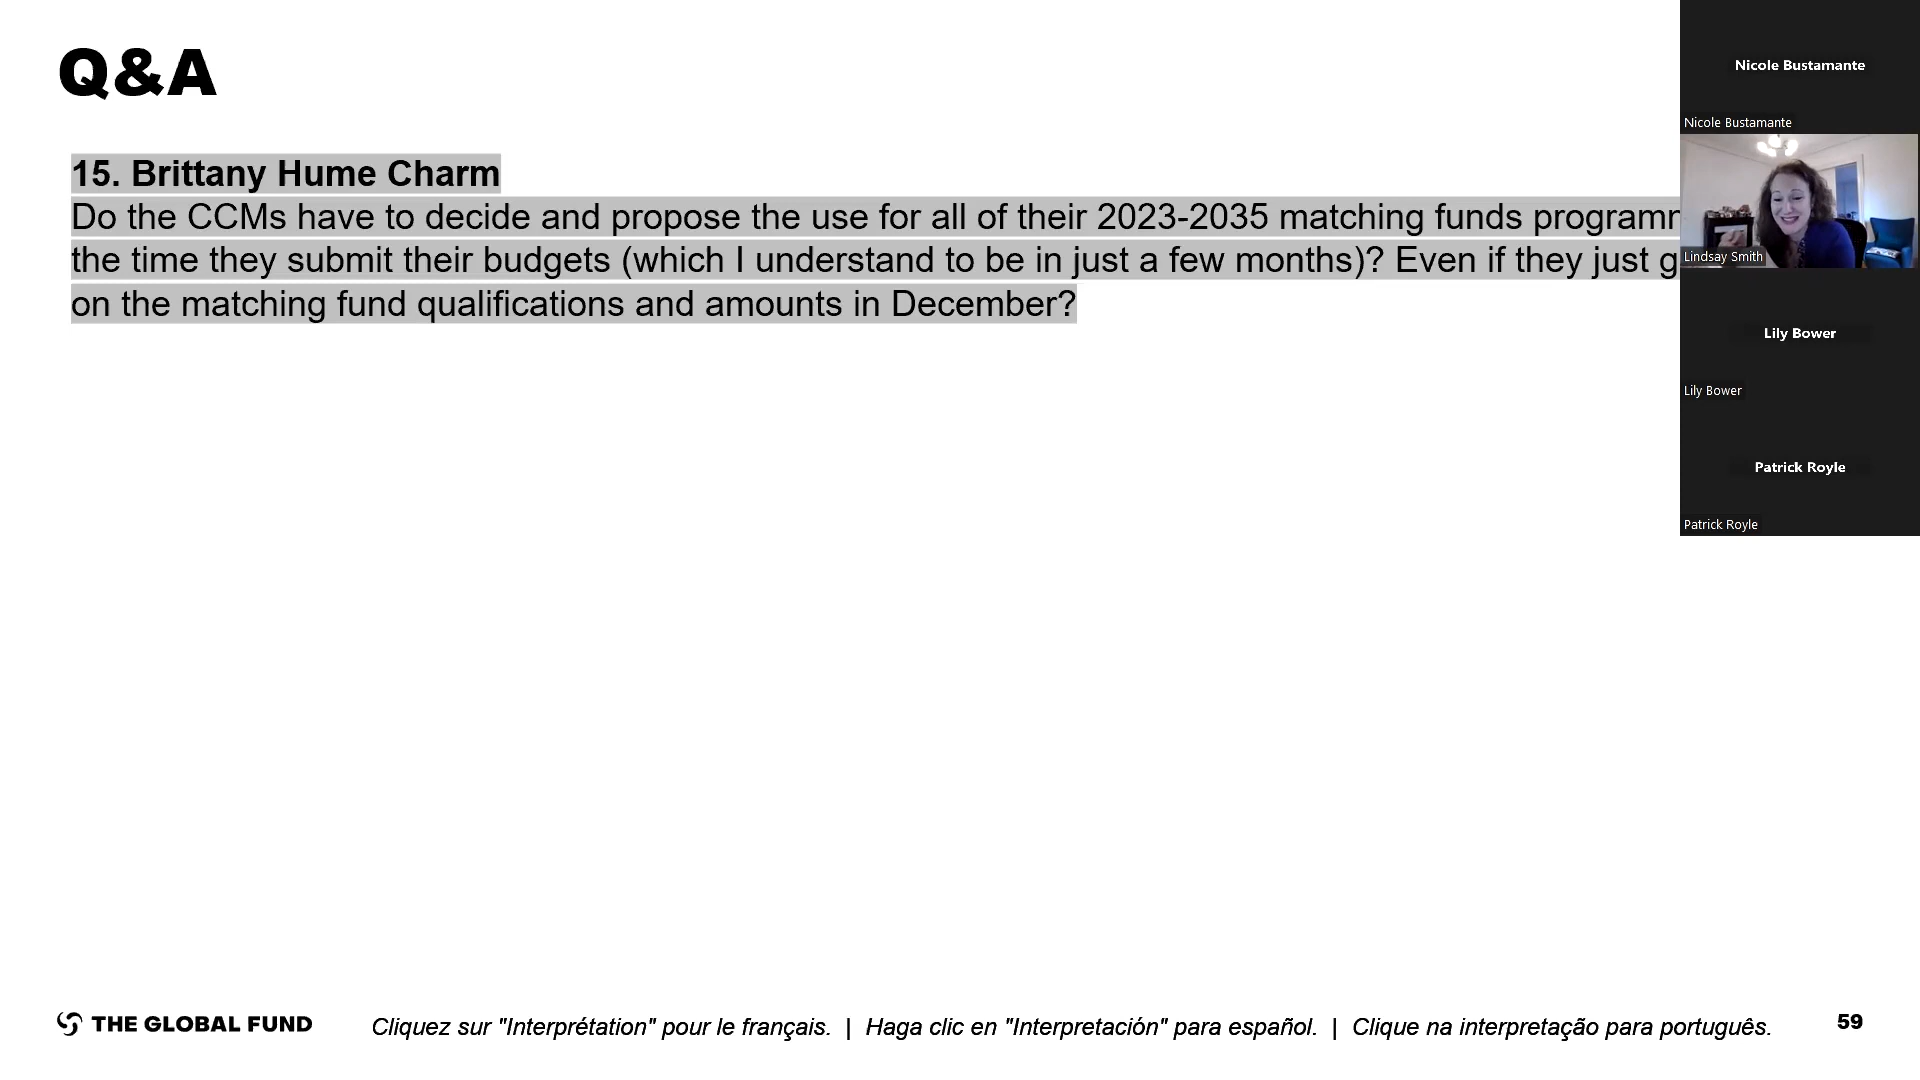 Q&A
15. Brittany Hume Charm
Do the CCMs have to decide and propose the use for all of their 2023-2035 matching funds
the time they submit their budgets (which I understand to be in just a few months)? Even if they just
on the matching fund qualifications and amounts in December?
Nicole Bustamante
Nicole Bustamante
Lindsay Smith
Lily Bower
Lily Bower
Patrick Royle
Patrick Royle
THE GLOBAL FUND
Cliquez sur "Interprétation" pour le français. | Haga clic en "Interpretación" para español. | Clique na interpretação para português.
59